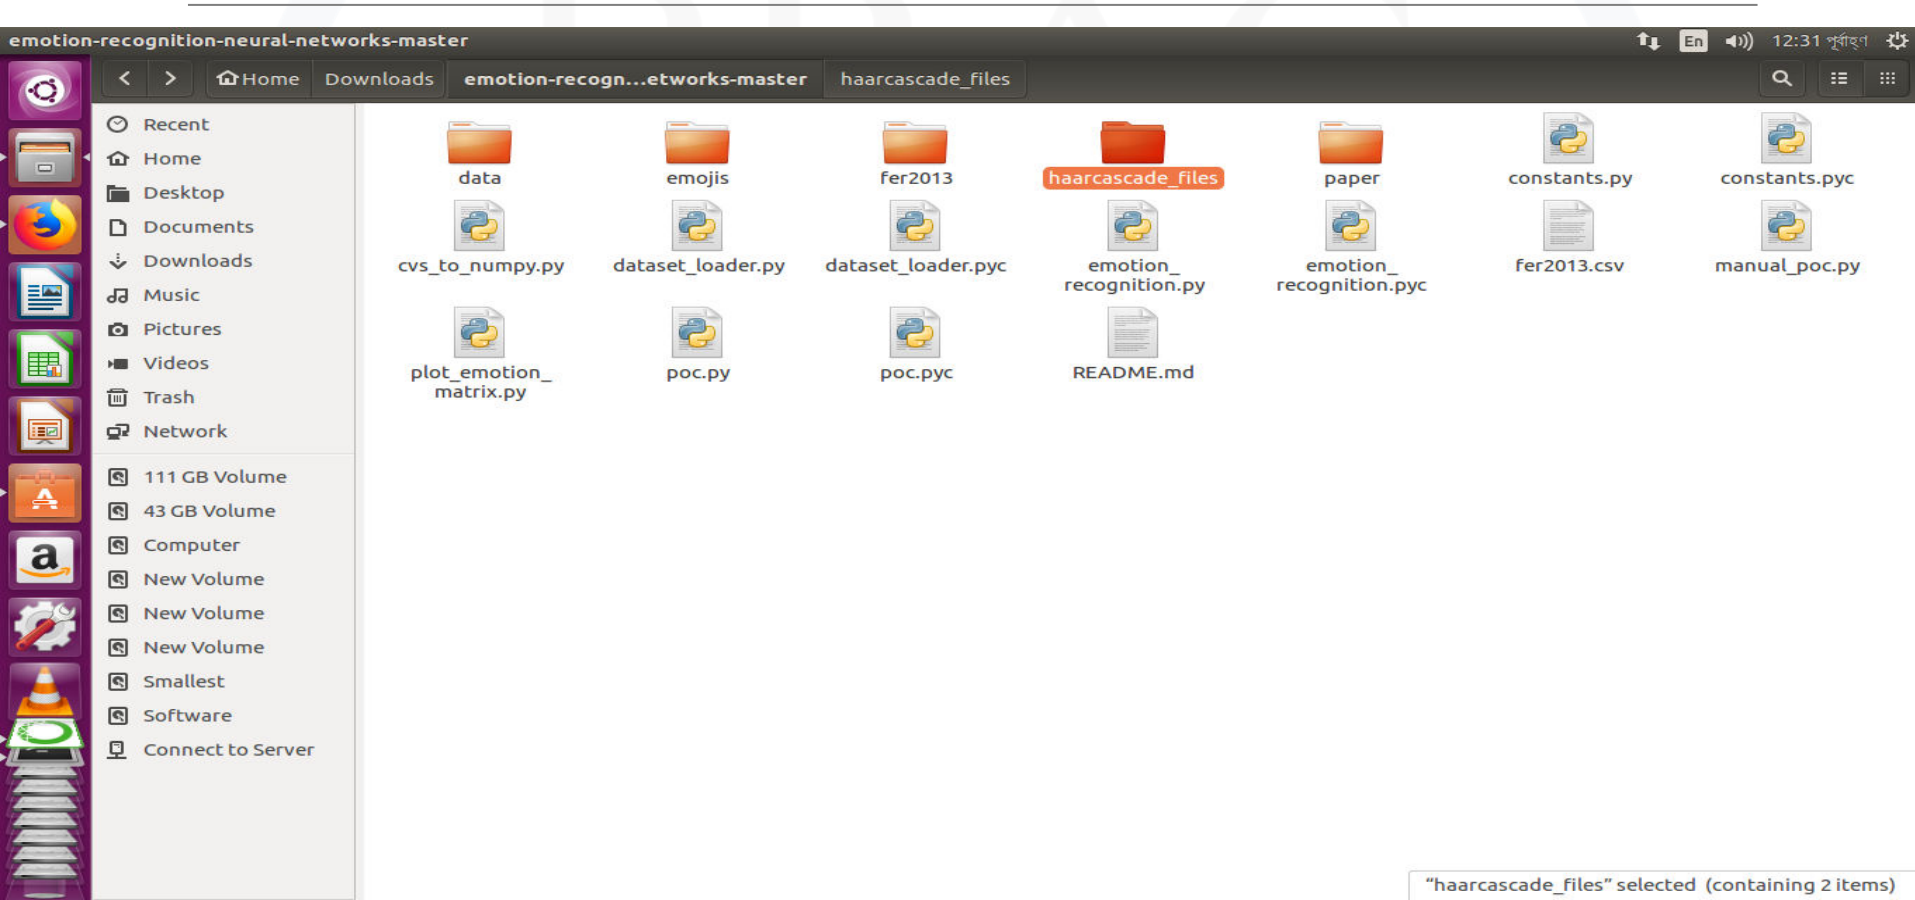 emotion-recognition-neural-networks-master
En 12:31 পূর্বাহ্ণ
Home Downloads emotion-recogn...etworks-master haarcascade_files
Recent
Home
Desktop
Documents
Downloads
Music
Pictures
Videos
Trash
Network
111 GB Volume
43 GB Volume
Computer
New Volume
New Volume
New Volume
Smallest
Software
Connect to Server
data emojis fer2013 haarcascade_files paper constants.py constants.pyc
cvs_to_numpy.py dataset_loader.py dataset_loader.pyc emotion_ emotion_ fer2013.csv manual_poc.py
recognition.py recognition.pyc
plot_emotion_ poc.py poc.pyc README.md
matrix.py
"haarcascade_files" selected (containing 2 items)